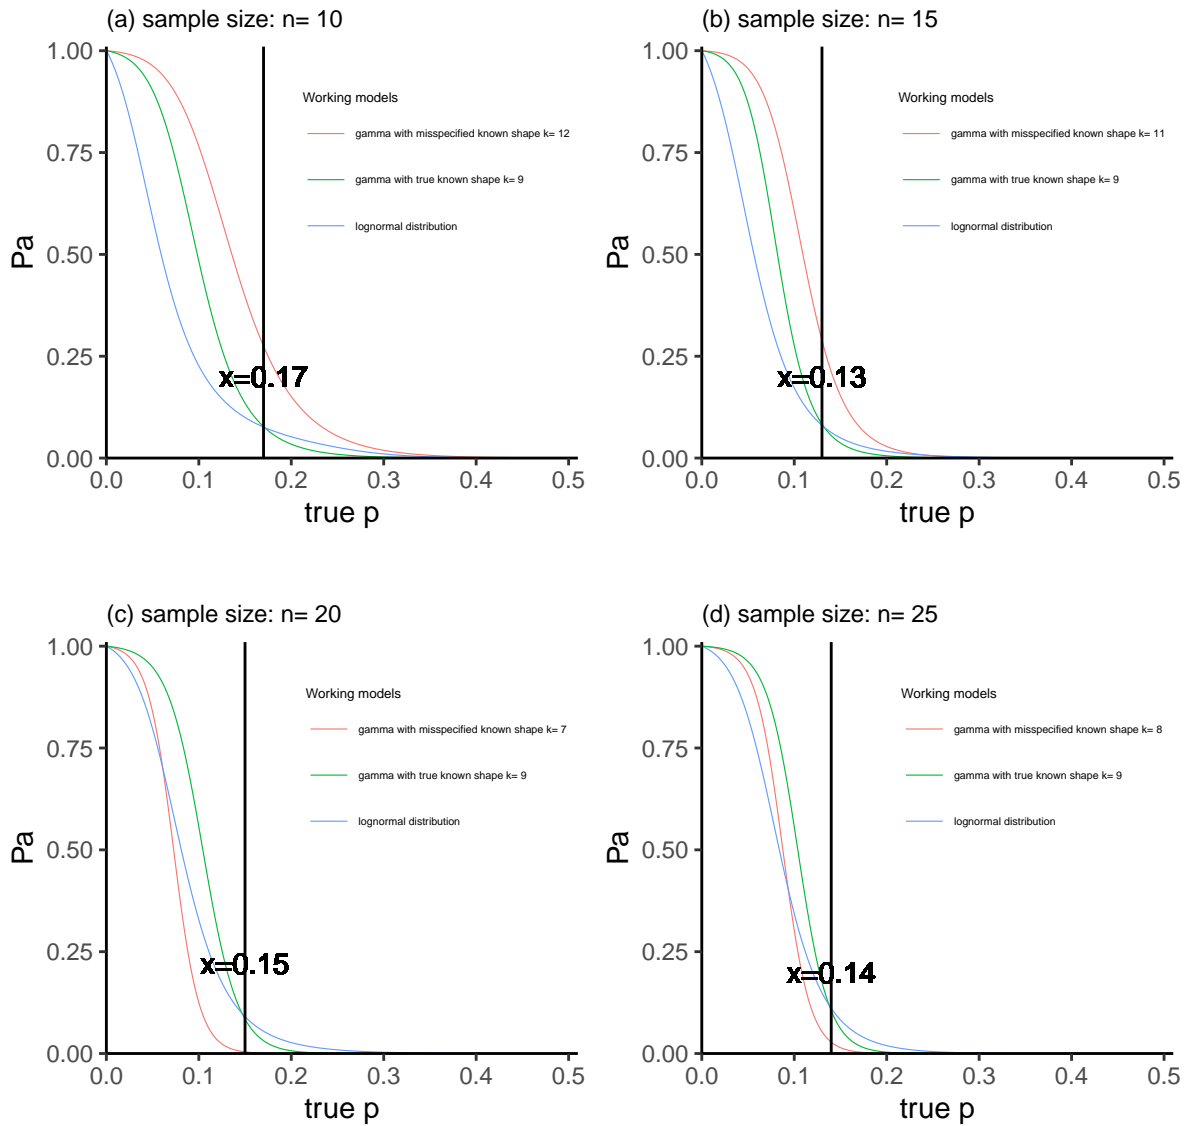 (a) sample size: n= 10
1.00
0.75
0.50
0.25
0.00
Pa
Working models
gamma with misspecified known shape k= 12
gamma with true known shape k= 9
lognormal distribution
x=0.17
0.0 0.1 0.2 0.3 0.4 0.5
true p
(b) sample size: n= 15
1.00
0.75
0.50
0.25
0.00
Pa
Working models
gamma with misspecified known shape k= 11
gamma with true known shape k= 9
lognormal distribution
x=0.13
0.0 0.1 0.2 0.3 0.4 0.5
true p
(c) sample size: n= 20
1.00
0.75
0.50
0.25
0.00
Pa
Working models
gamma with misspecified known shape k= 7
gamma with true known shape k= 9
lognormal distribution
x=0.15
0.0 0.1 0.2 0.3 0.4 0.5
true p
(d) sample size: n= 25
1.00
0.75
0.50
0.25
0.00
Pa
Working models
gamma with misspecified known shape k= 8
gamma with true known shape k= 9
lognormal distribution
x=0.14
0.0 0.1 0.2 0.3 0.4 0.5
true p